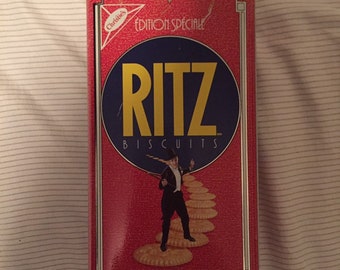 Christie
ÉDITION SPÉCIALE
RITZ
BISCUITS